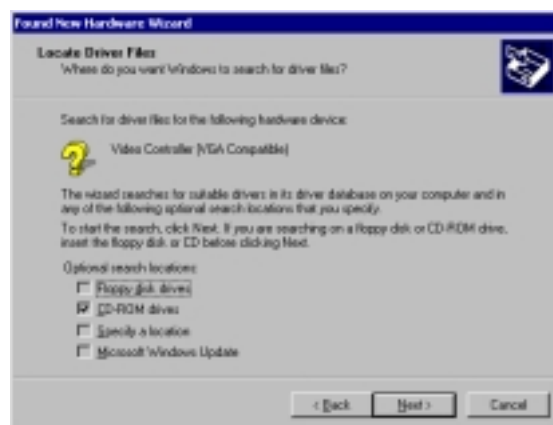 Found New Hardware Wizard
Locate Driver Files
Where do you want Windows to search for driver files?
Search for driver files for the following hardware device:
Video Controller (VGA Compatible)
The wizard searches for suitable drivers in its driver database on your computer and in
any of the following optional search locations that you specify.
To start the search, click Next. If you are searching on a floppy disk or CD-ROM drive,
insert the floppy disk or CD before clicking Next.
Optional search locations:
Floppy disk drives
CD-ROM drives
Specify a location
Microsoft Windows Update
< Back
Next >
Cancel